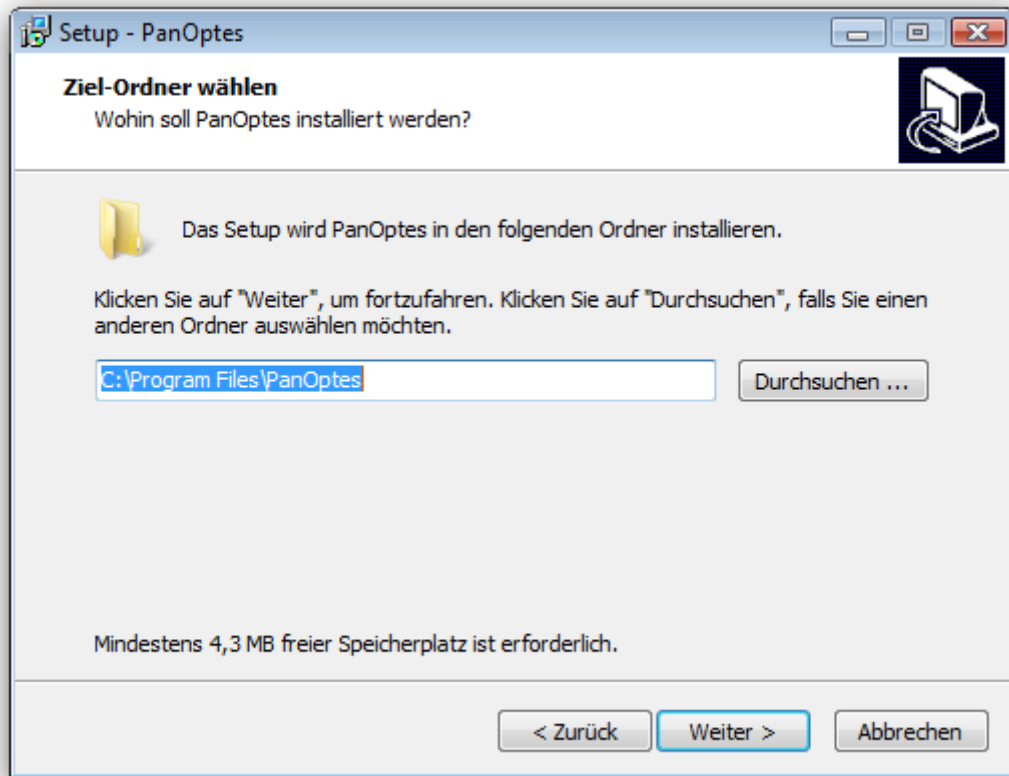 Setup - PanOptes
Ziel-Ordner wählen
Wohin soll PanOptes installiert werden?
Das Setup wird PanOptes in den folgenden Ordner installieren.
Klicken Sie auf "Weiter", um fortzufahren. Klicken Sie auf "Durchsuchen", falls Sie einen
anderen Ordner auswählen möchten.
C:\Program Files\PanOptes
Durchsuchen ...
Mindestens 4,3 MB freier Speicherplatz ist erforderlich.
< Zurück
Weiter >
Abbrechen